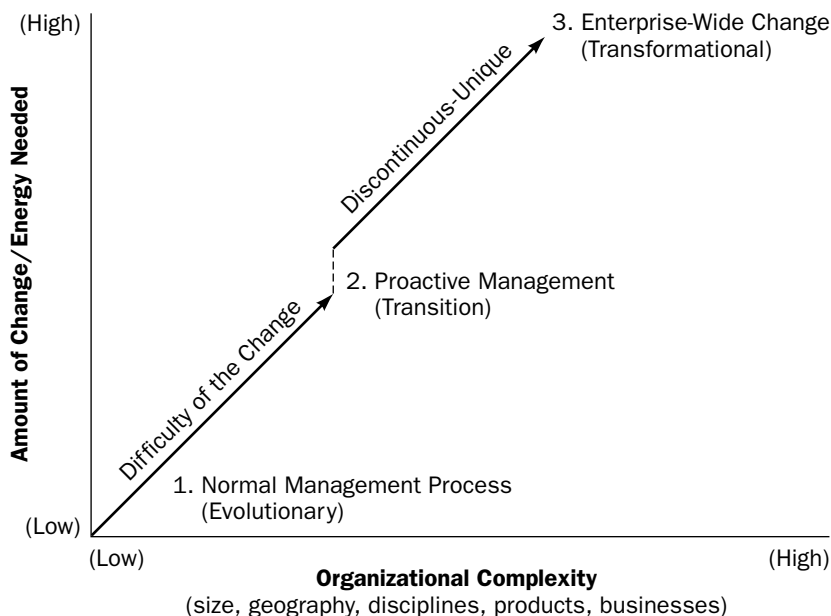 (High)
3. Enterprise-Wide Change
(Transformational)
Discontinuous-Unique
Amount of Change/Energy Needed
2. Proactive Management
(Transition)
Difficulty of the Change
1. Normal Management Process
(Evolutionary)
(Low)
(Low)
(High)
Organizational Complexity
(size, geography, disciplines, products, businesses)